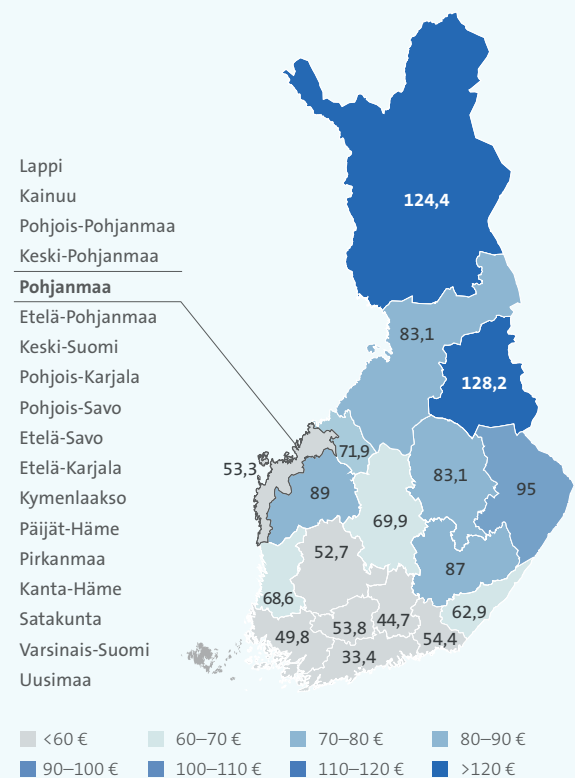 Lappi
Kainuu
Pohjois-Pohjanmaa
Keski-Pohjanmaa
Pohjanmaa
Etelä-Pohjanmaa
Keski-Suomi
Pohjois-Karjala
Pohjois-Savo
Etelä-Savo
Etelä-Karjala
Kymenlaakso
Päijät-Häme
Pirkanmaa
Kanta-Häme
Satakunta
Varsinais-Suomi
Uusimaa
124,4
83,1
128,2
71,9
53,3
89
83,1
95
69,9
52,7
87
68,6
62,9
44,7
53,8
49,8
54,4
33,4
<60 €
60–70 €
70–80 €
80–90 €
90–100 €
100–110 €
110–120 €
>120 €